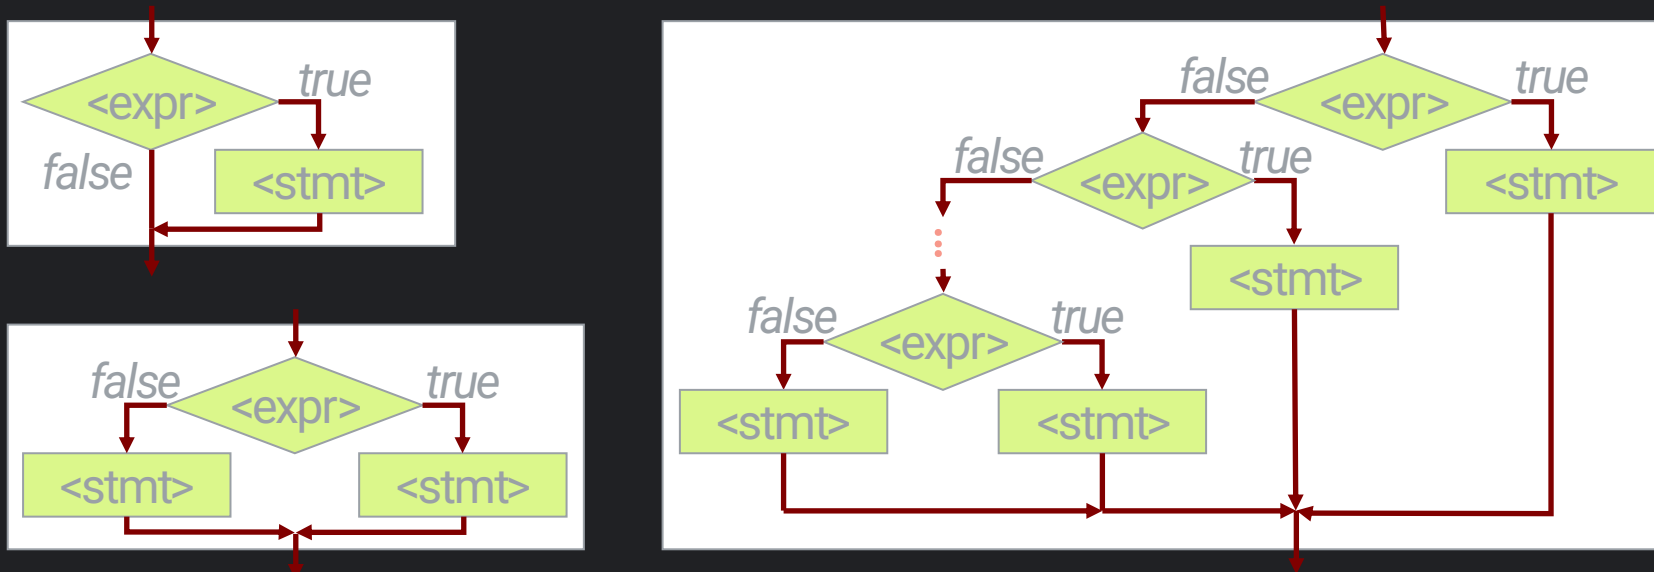 true
<expr>
false
<stmt>
false
true
<expr>
<stmt>
<stmt>
false
true
<expr>
false
true
<expr>
<stmt>
<stmt>
false
true
<expr>
<stmt>
<stmt>